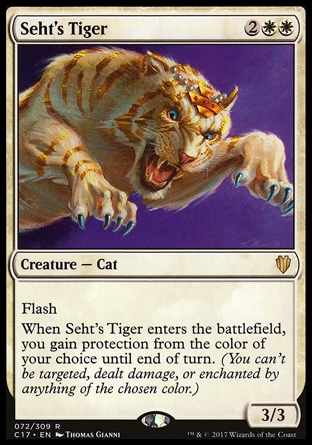 Seht's Tiger 2
Creature — Cat
Flash
When Seht's Tiger enters the battlefield,
you gain protection from the color of
your choice until end of turn. (You can't
be targeted, dealt damage, or enchanted by
anything of the chosen color.)
3/3
072/309 R
C17 • EN Thomas Gianni
™ & © 2017 Wizards of the Coast